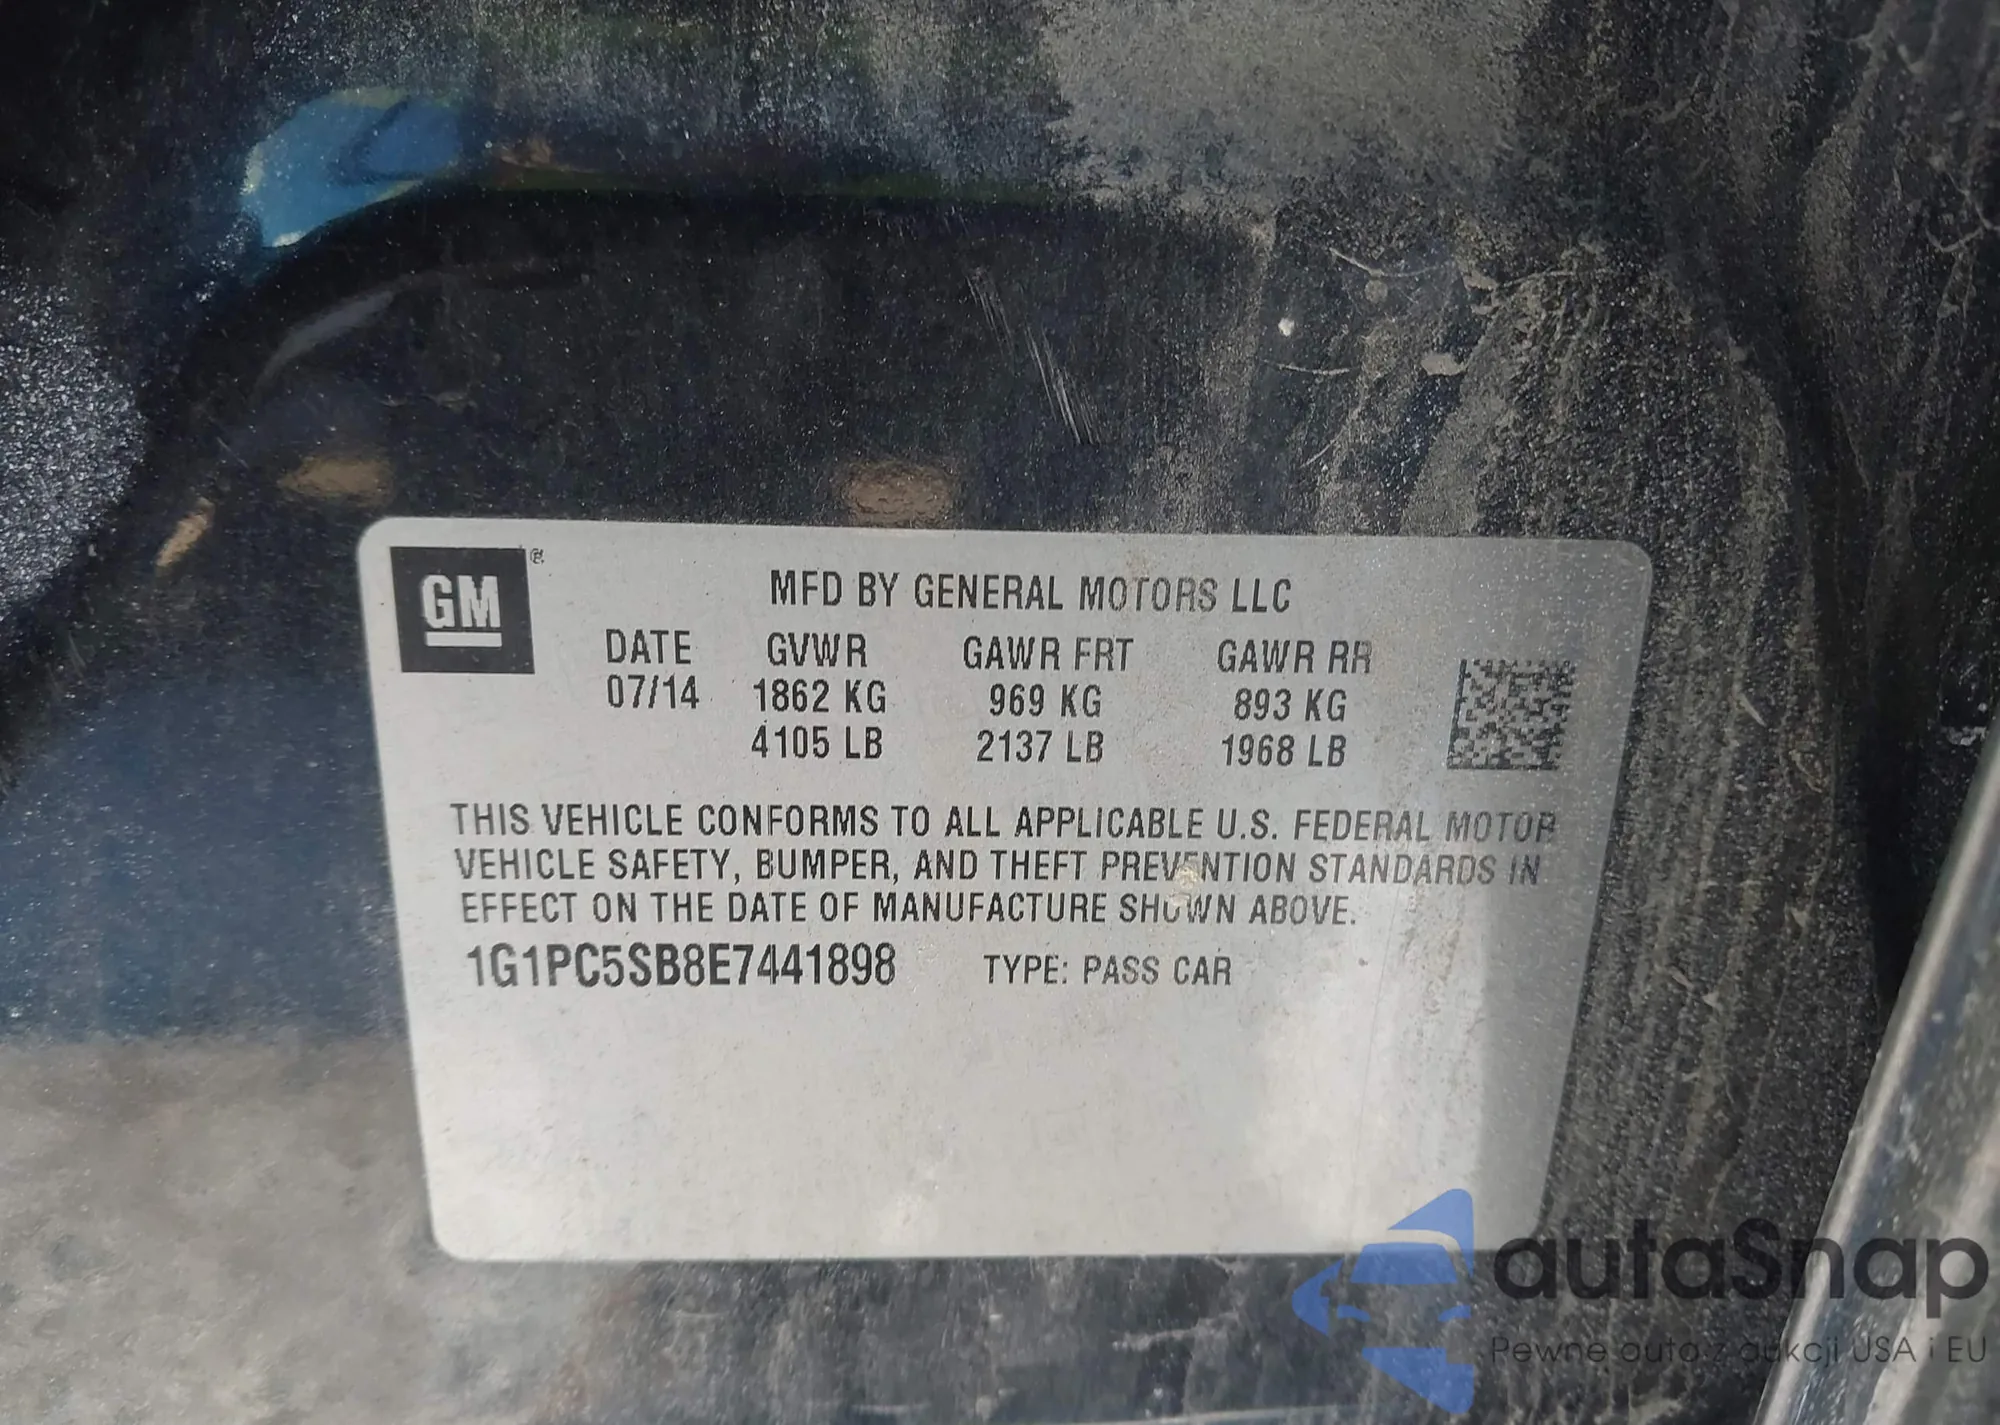 GM ®
MFD BY GENERAL MOTORS LLC
DATE GVWR GAWR FRT GAWR RR
07/14 1862 KG 969 KG 893 KG
4105 LB 2137 LB 1968 LB
THIS VEHICLE CONFORMS TO ALL APPLICABLE U.S. FEDERAL MOTOR
VEHICLE SAFETY, BUMPER, AND THEFT PREVENTION STANDARDS IN
EFFECT ON THE DATE OF MANUFACTURE SHOWN ABOVE.
1G1PC5SB8E7441898 TYPE: PASS CAR
autaSnap
Pewne auto z aukcji USA i EU